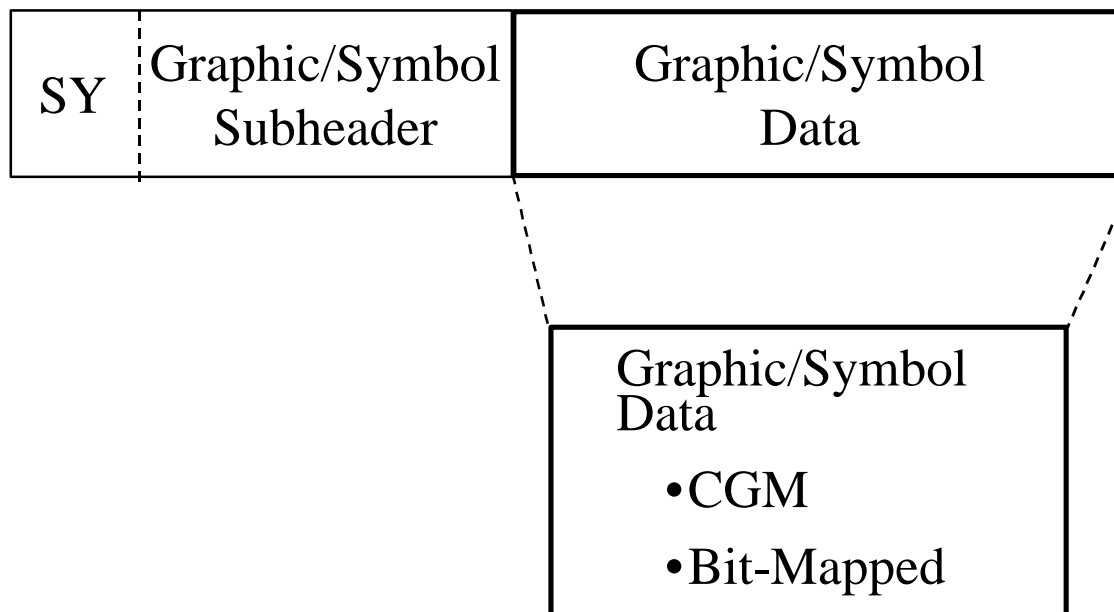 SY
Graphic/Symbol
Subheader
Graphic/Symbol
Data
Graphic/Symbol
Data
•CGM
•Bit-Mapped